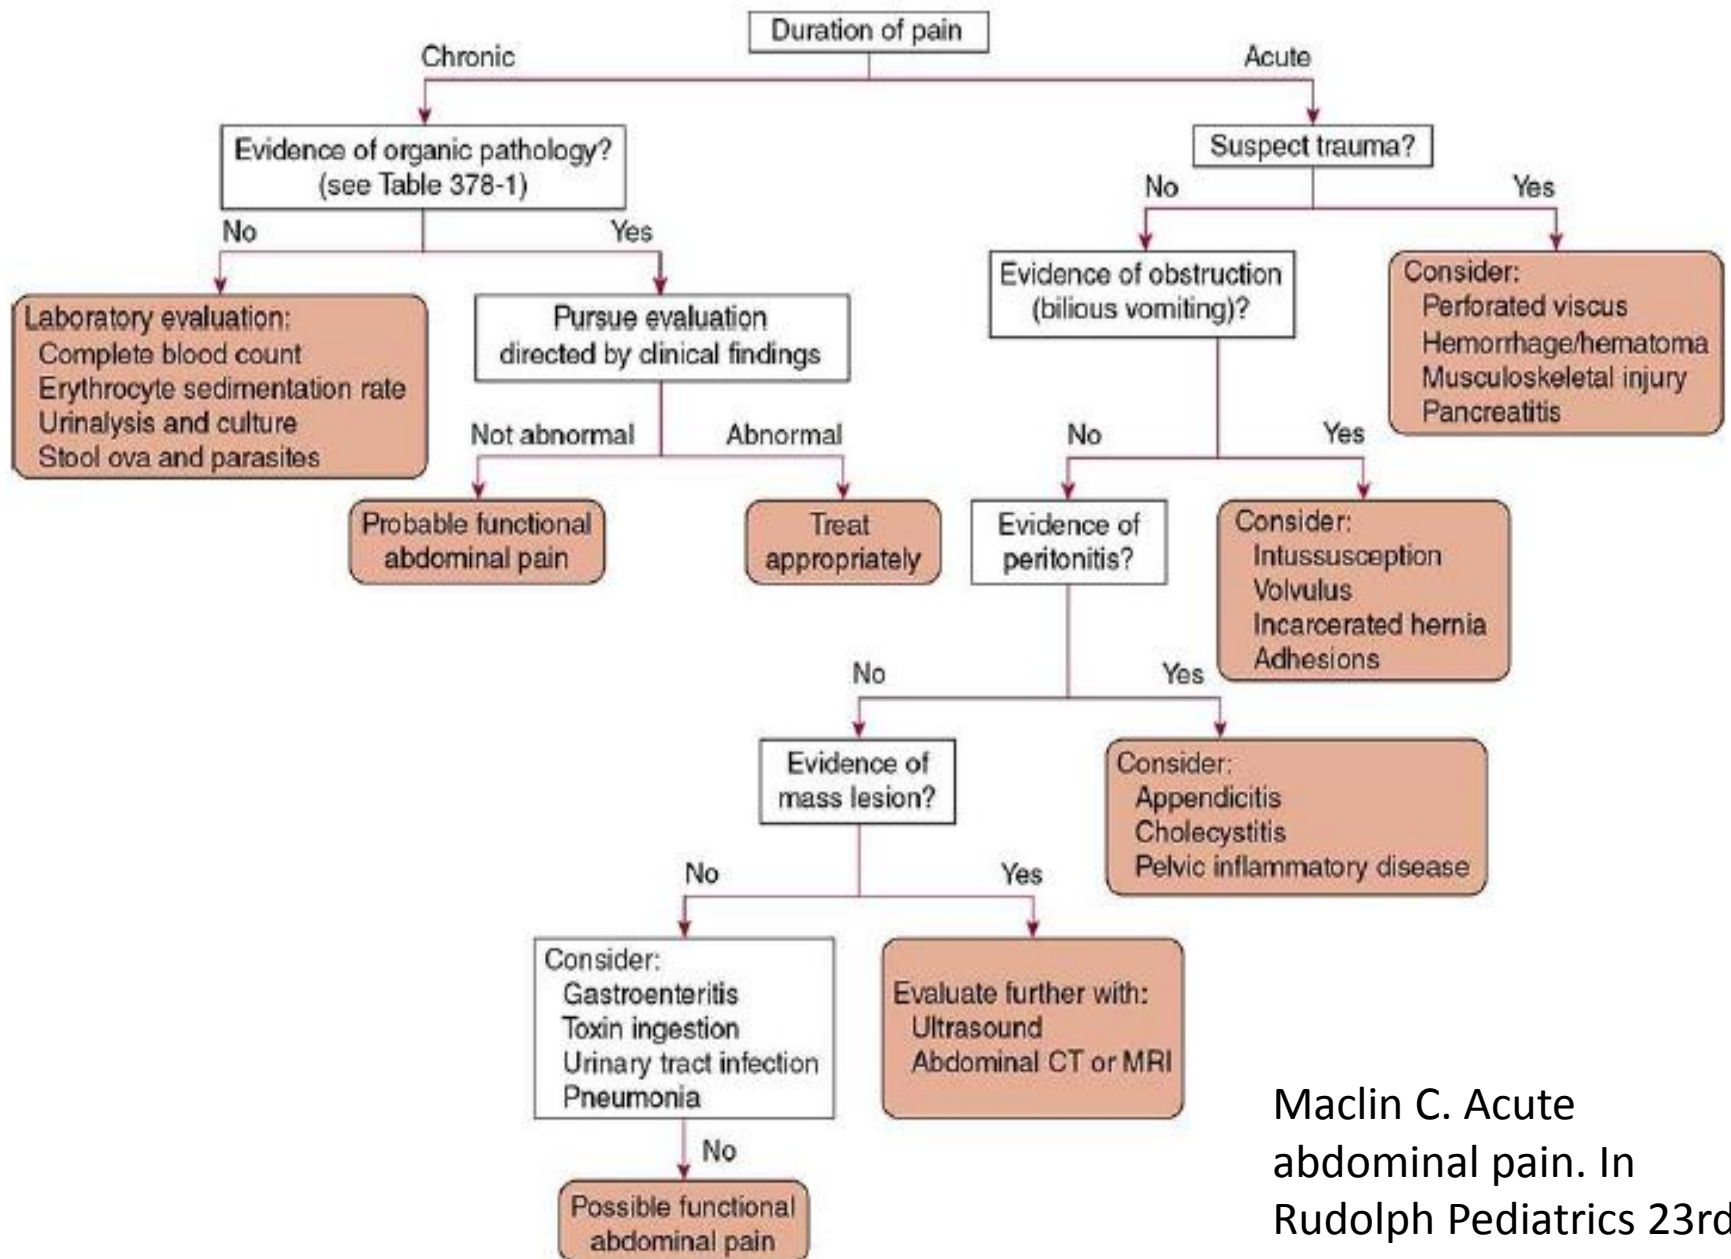 Duration of pain
Chronic
Acute
Evidence of organic pathology?
(see Table 378-1)
Suspect trauma?
No
Yes
No
Yes
Laboratory evaluation:
Complete blood count
Erythrocyte sedimentation rate
Urinalysis and culture
Stool ova and parasites
Pursue evaluation
directed by clinical findings
Evidence of obstruction
(bilious vomiting)?
Consider:
Perforated viscus
Hemorrhage/hematoma
Musculoskeletal injury
Pancreatitis
Not abnormal
Abnormal
No
Yes
Probable functional
abdominal pain
Treat
appropriately
Evidence of
peritonitis?
Consider:
Intussusception
Volvulus
Incarcerated hernia
Adhesions
No
Yes
Evidence of
mass lesion?
Consider:
Appendicitis
Cholecystitis
Pelvic inflammatory disease
No
Yes
Consider:
Gastroenteritis
Toxin ingestion
Urinary tract infection
Pneumonia
Evaluate further with:
Ultrasound
Abdominal CT or MRI
No
Possible functional
abdominal pain
Maclin C. Acute
abdominal pain. In
Rudolph Pediatrics 23rd